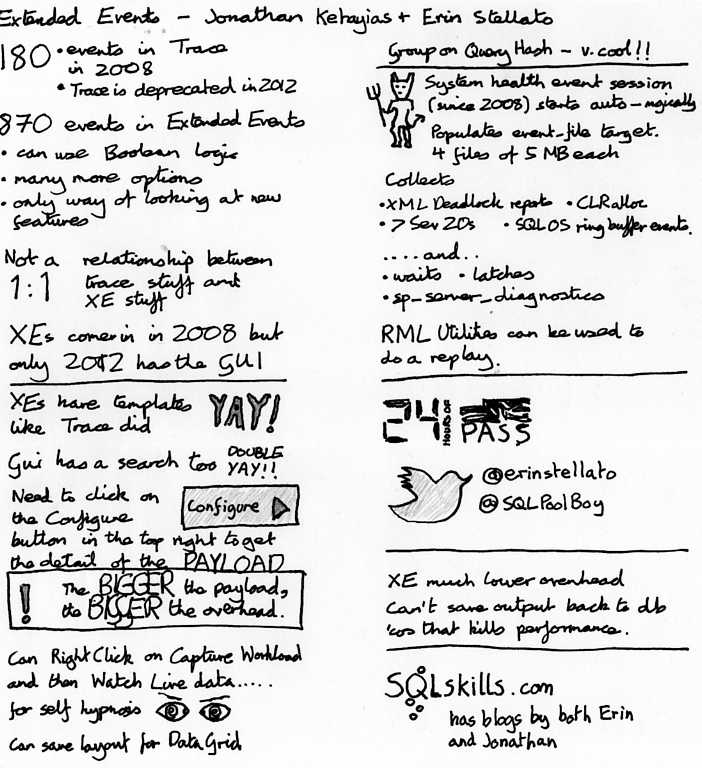 Extended Events - Jonathan Kehayias + Erin Stellato
180 • events in Trace
in 2008
• Trace is deprecated in 2012
870 events in Extended Events
• can use Boolean logic
• many more options
• only way of looking at new
features
Not a 1:1 relationship between
trace stuff and
XE stuff
XEs came in in 2008 but
only 2012 has the GUI
XEs have templates
like Trace did YAY!
Gui has a search too DOUBLE
YAY!!
Need to click on
the Configure
Configure
button in the top right to get
the detail of the PAYLOAD
! The BIGGER the payload,
the BIGGER the overhead.
Can Right Click on Capture Workload
and then Watch Live data.....
for self hypnosis
Can save layout for Data Grid
Group on Query Hash - v. cool!!
System health event session
(since 2008) starts auto-magically
Populates event-file target.
4 files of 5 MB each
Collects
• XML Deadlock repots • CLR alloc
• > Sev 20s • SQLOS ring buffer events.
....and..
• waits • latches
• sp_server_diagnostics
RML Utilites can be used to
do a replay.
24 HOURS OF PASS
@erinstellato
@SQLPoolBoy
XE much lower overhead
Can't save output back to db
'cos that kills performance.
SQLskills.com
has blogs by both Erin
and Jonathan